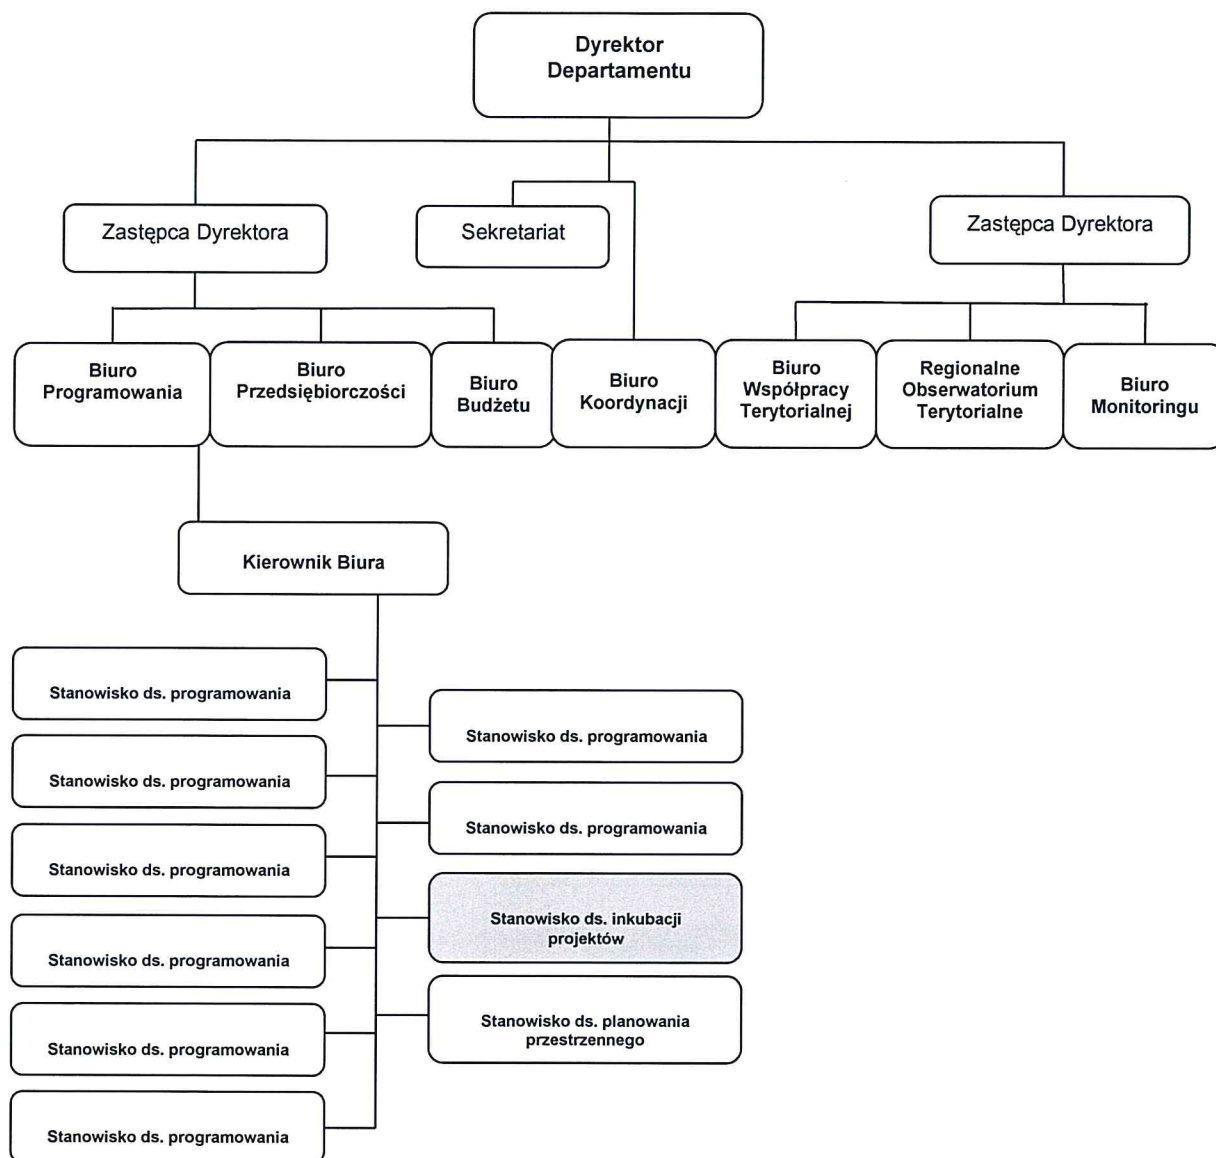 Dyrektor
Departamentu
Zastępca Dyrektora
Sekretariat
Zastępca Dyrektora
Biuro
Programowania
Biuro
Przedsiębiorczości
Biuro
Budżetu
Biuro
Koordynacji
Biuro
Współpracy
Terytorialnej
Regionalne
Obserwatorium
Terytorialne
Biuro
Monitoringu
Kierownik Biura
Stanowisko ds. programowania
Stanowisko ds. programowania
Stanowisko ds. programowania
Stanowisko ds. programowania
Stanowisko ds. programowania
Stanowisko ds. programowania
Stanowisko ds. programowania
Stanowisko ds. programowania
Stanowisko ds. inkubacji
projektów
Stanowisko ds. planowania
przestrzennego